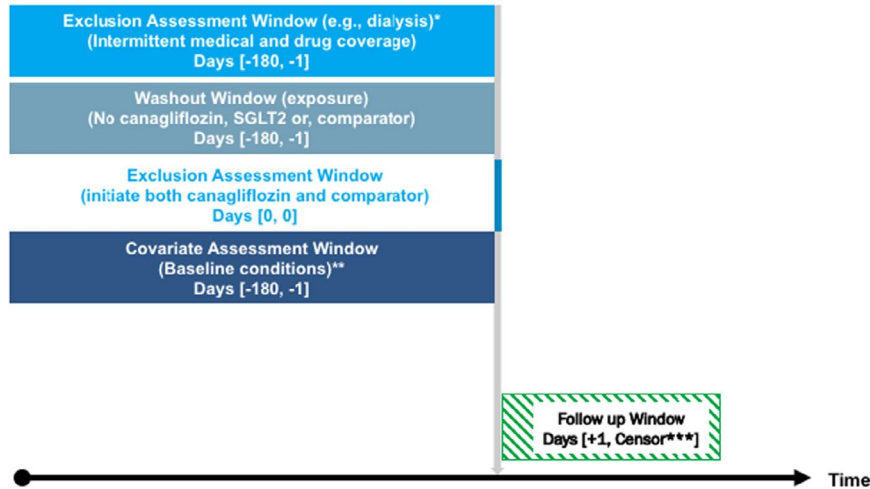 Exclusion Assessment Window (e.g., dialysis)*
(Intermittent medical and drug coverage)
Days [-180, -1]
Washout Window (exposure)
(No canagliflozin, SGLT2 or, comparator)
Days [-180, -1]
Exclusion Assessment Window
(initiate both canagliflozin and comparator)
Days [0, 0]
Covariate Assessment Window
(Baseline conditions)**
Days [-180, -1]
Follow up Window
Days [+1, Censor***]
Time